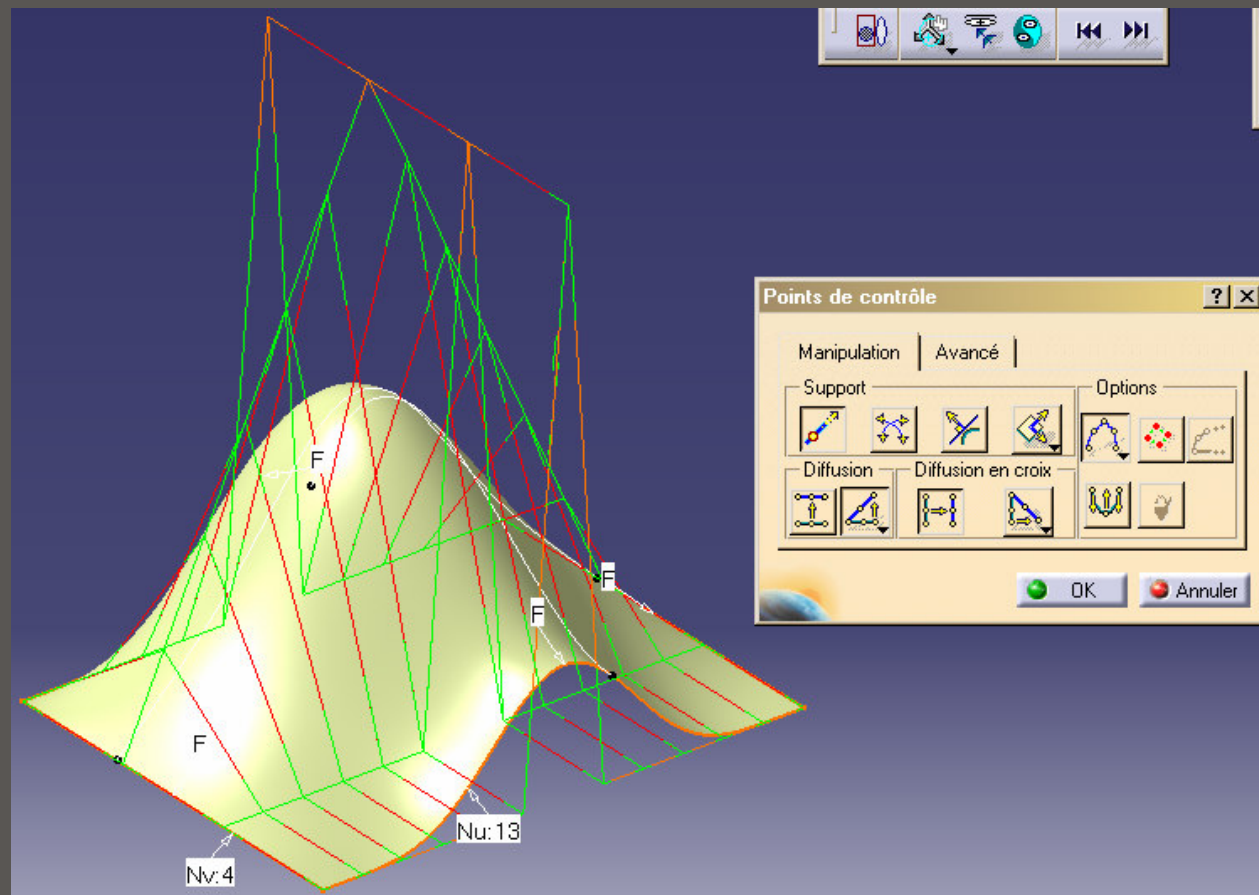 Points de contrôle
Manipulation Avancé
Support Options
Diffusion Diffusion en croix
OK Annuler
F
F
F
F
Nu:13
Nv:4